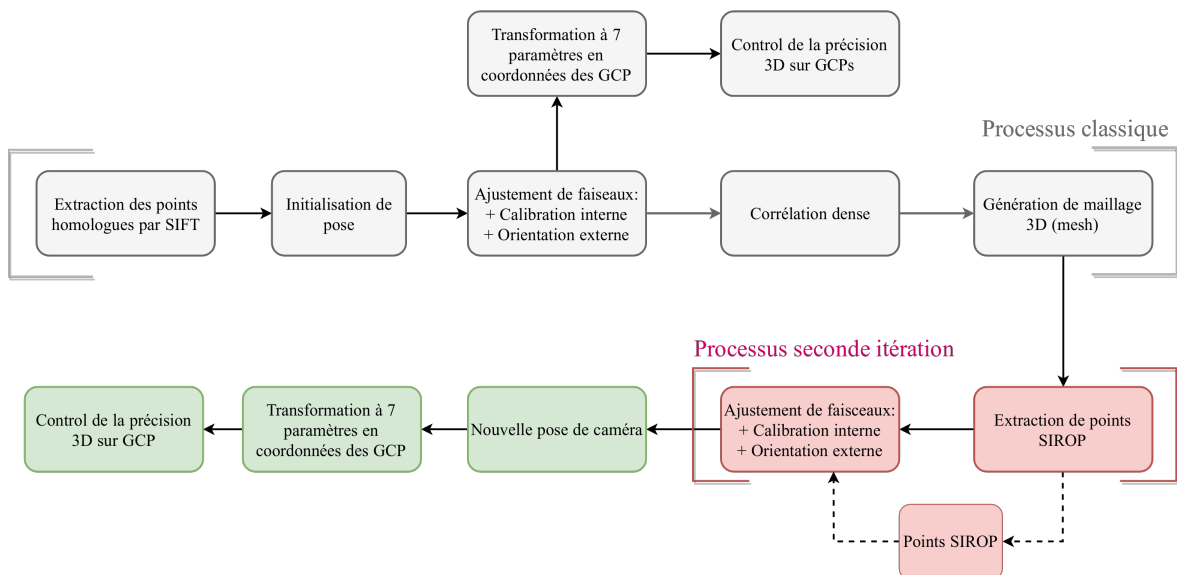 Transformation à 7
paramètres en
coordonnées des GCP
Control de la précision
3D sur GCPs
Processus classique
Extraction des points
homologues par SIFT
Initialisation de
pose
Ajustement de faiseaux:
+ Calibration interne
+ Orientation externe
Corrélation dense
Génération de maillage
3D (mesh)
Processus seconde itération
Control de la précision
3D sur GCP
Transformation à 7
paramètres en
coordonnées des GCP
Nouvelle pose de caméra
Ajustement de faisceaux:
+ Calibration interne
+ Orientation externe
Extraction de points
SIROP
Points SIROP